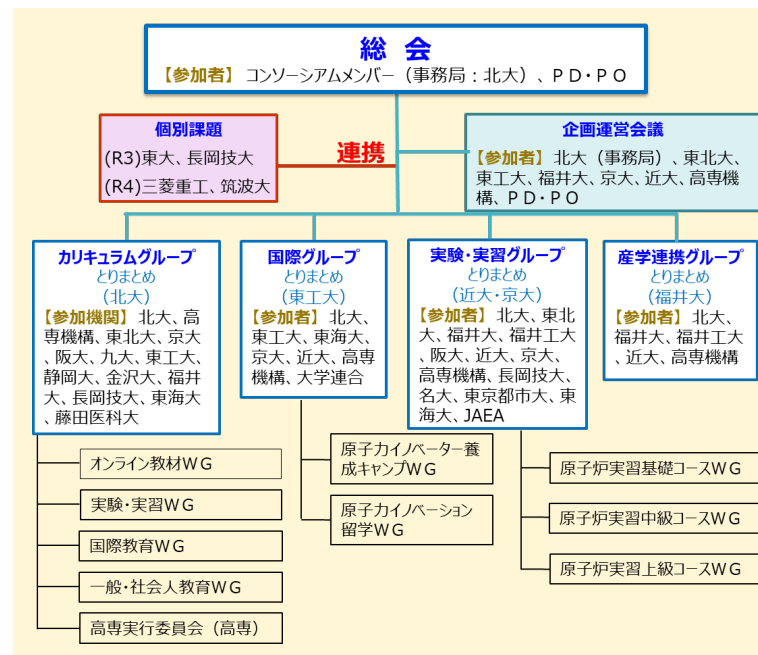 総 会
【参加者】 コンソーシアムメンバー（事務局：北大）、ＰＤ・ＰＯ
個別課題
(R3)東大、長岡技大
(R4)三菱重工、筑波大
連携
企画運営会議
【参加者】 北大（事務局）、東北大、
東工大、福井大、京大、近大、高専機
構、ＰＤ・ＰＯ
カリキュラムグループ
とりまとめ
（北大）
【参加機関】 北大、高
専機構、東北大、京大、
阪大、九大、東工大、
静岡大、金沢大、福井
大、長岡技大、東海大
、藤田医科大
国際グループ
とりまとめ
（東工大）
【参加者】 北大、
東工大、東海大、
京大、近大、高専
機構、大学連合
実験・実習グループ
とりまとめ
（近大・京大）
【参加者】 北大、東北
大、福井大、福井工大、
阪大、近大、京大、
高専機構、長岡技大、
名大、東京都市大、東
海大、JAEA
産学連携グループ
とりまとめ
（福井大）
【参加者】 北大、
福井大、福井工大、
近大、高専機構
オンライン教材ＷＧ
実験・実習ＷＧ
国際教育ＷＧ
一般・社会人教育ＷＧ
高専実行委員会（高専）
原子力イノベーター養
成キャンプＷＧ
原子力イノベーション
留学ＷＧ
原子炉実習基礎コースＷＧ
原子炉実習中級コースＷＧ
原子炉実習上級コースＷＧ